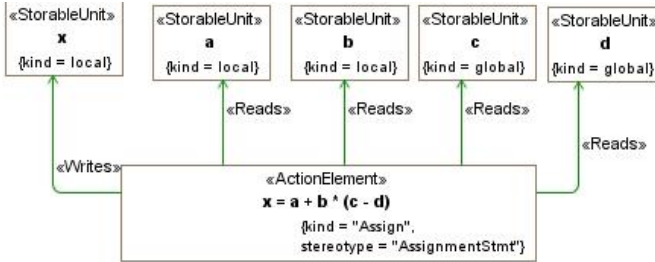 «StorableUnit»
x
{kind = local}
«StorableUnit»
a
{kind = local}
«StorableUnit»
b
{kind = local}
«StorableUnit»
c
{kind = global}
«StorableUnit»
d
{kind = global}
«Reads»
«Reads»
«Reads»
«Reads»
«Writes»
«ActionElement»
x = a + b * (c - d)
{kind = "Assign",
stereotype = "AssignmentStmt"}